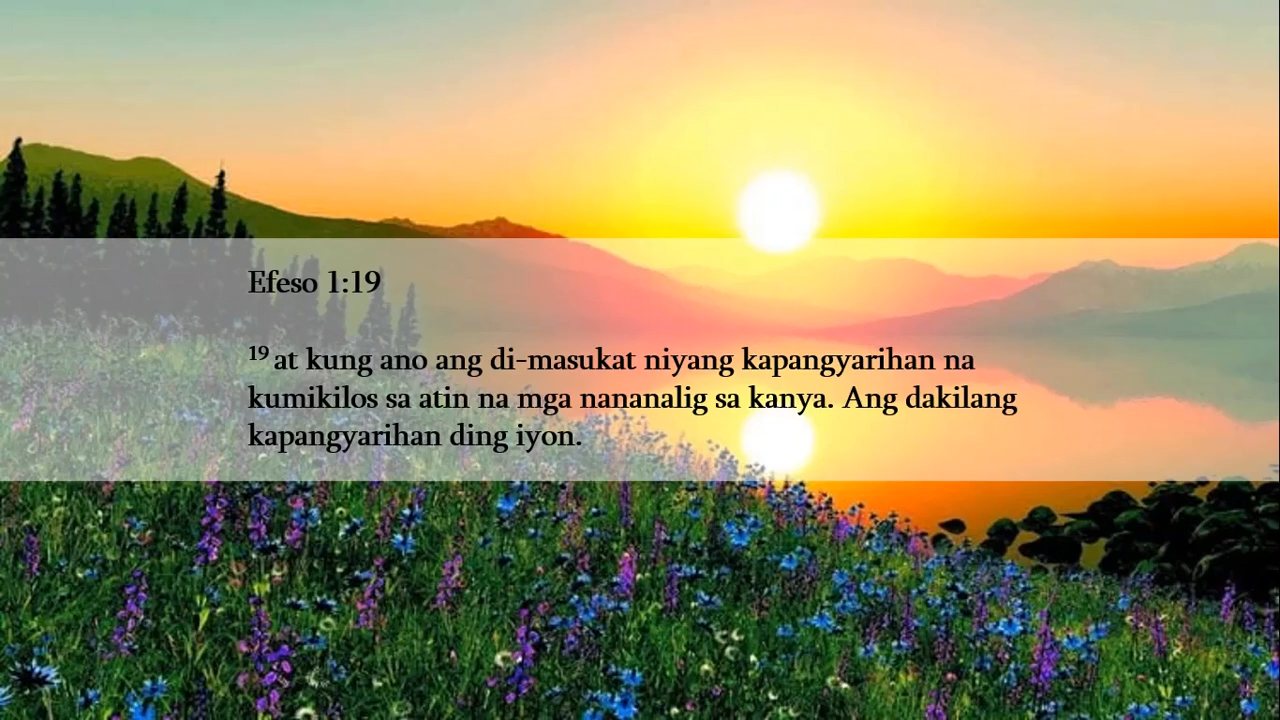 Efeso 1:19
19 at kung ano ang di-masukat niyang kapangyarihan na
kumikilos sa atin na mga nananalig sa kanya. Ang dakilang
kapangyarihan ding iyon.